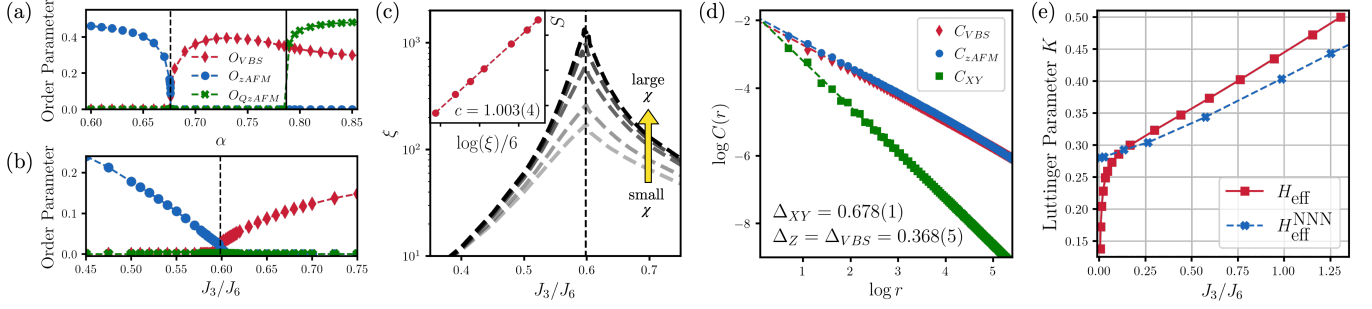 (a)
Order Parameter
0.4
0.2
0.0
O_VBS
O_zAFM
O_QzAFM
0.60 0.65 0.70 0.75 0.80 0.85
α
(b)
Order Parameter
0.2
0.1
0.0
0.45 0.50 0.55 0.60 0.65 0.70 0.75
J_3/J_6
(c)
ξ
10^3
10^2
10^1
S
c = 1.003(4)
log(ξ)/6
large
χ
small
χ
0.4 0.5 0.6 0.7
J_3/J_6
(d)
log C(r)
−2
−4
−6
−8
C_VBS
C_zAFM
C_XY
Δ_XY = 0.678(1)
Δ_Z = Δ_VBS = 0.368(5)
1 2 3 4 5
log r
(e)
Luttinger Parameter K
0.50
0.45
0.40
0.35
0.30
0.25
0.20
0.15
H_eff
H_eff^NNN
0.00 0.25 0.50 0.75 1.00 1.25
J_3/J_6